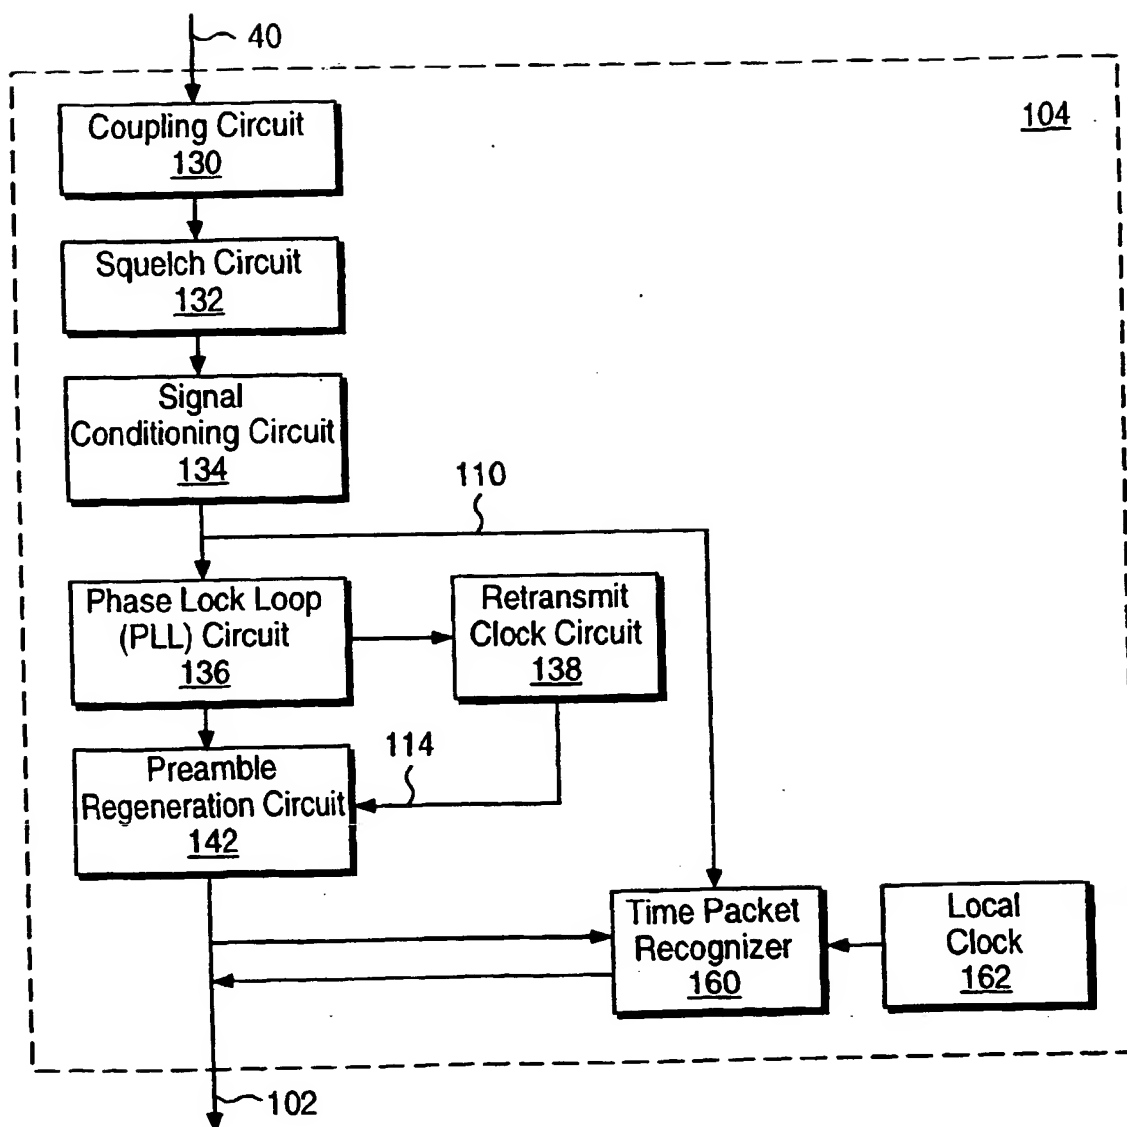 40
104
Coupling Circuit
130
Squelch Circuit
132
Signal
Conditioning Circuit
134
110
Phase Lock Loop
(PLL) Circuit
136
Retransmit
Clock Circuit
138
114
Preamble
Regeneration Circuit
142
Time Packet
Recognizer
160
Local
Clock
162
102